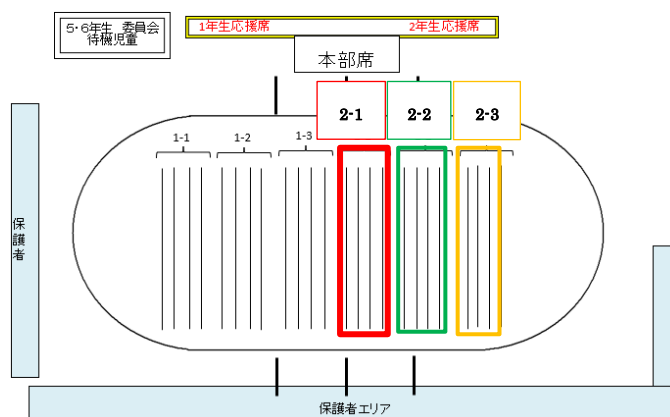 5・6年生 委員会
待機児童
1年生応援席
2年生応援席
本部席
2-1
2-2
2-3
1-1
1-2
1-3
保護者
保護者エリア